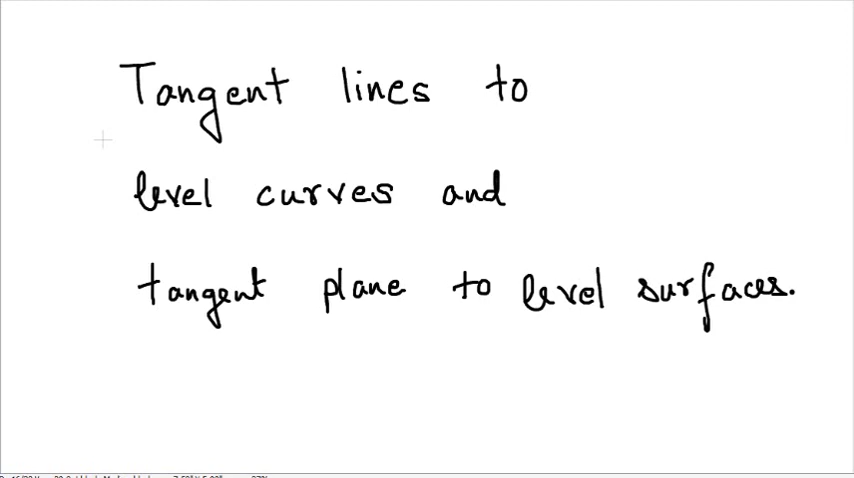 Tangent lines to
level curves and
tangent plane to level surfaces.